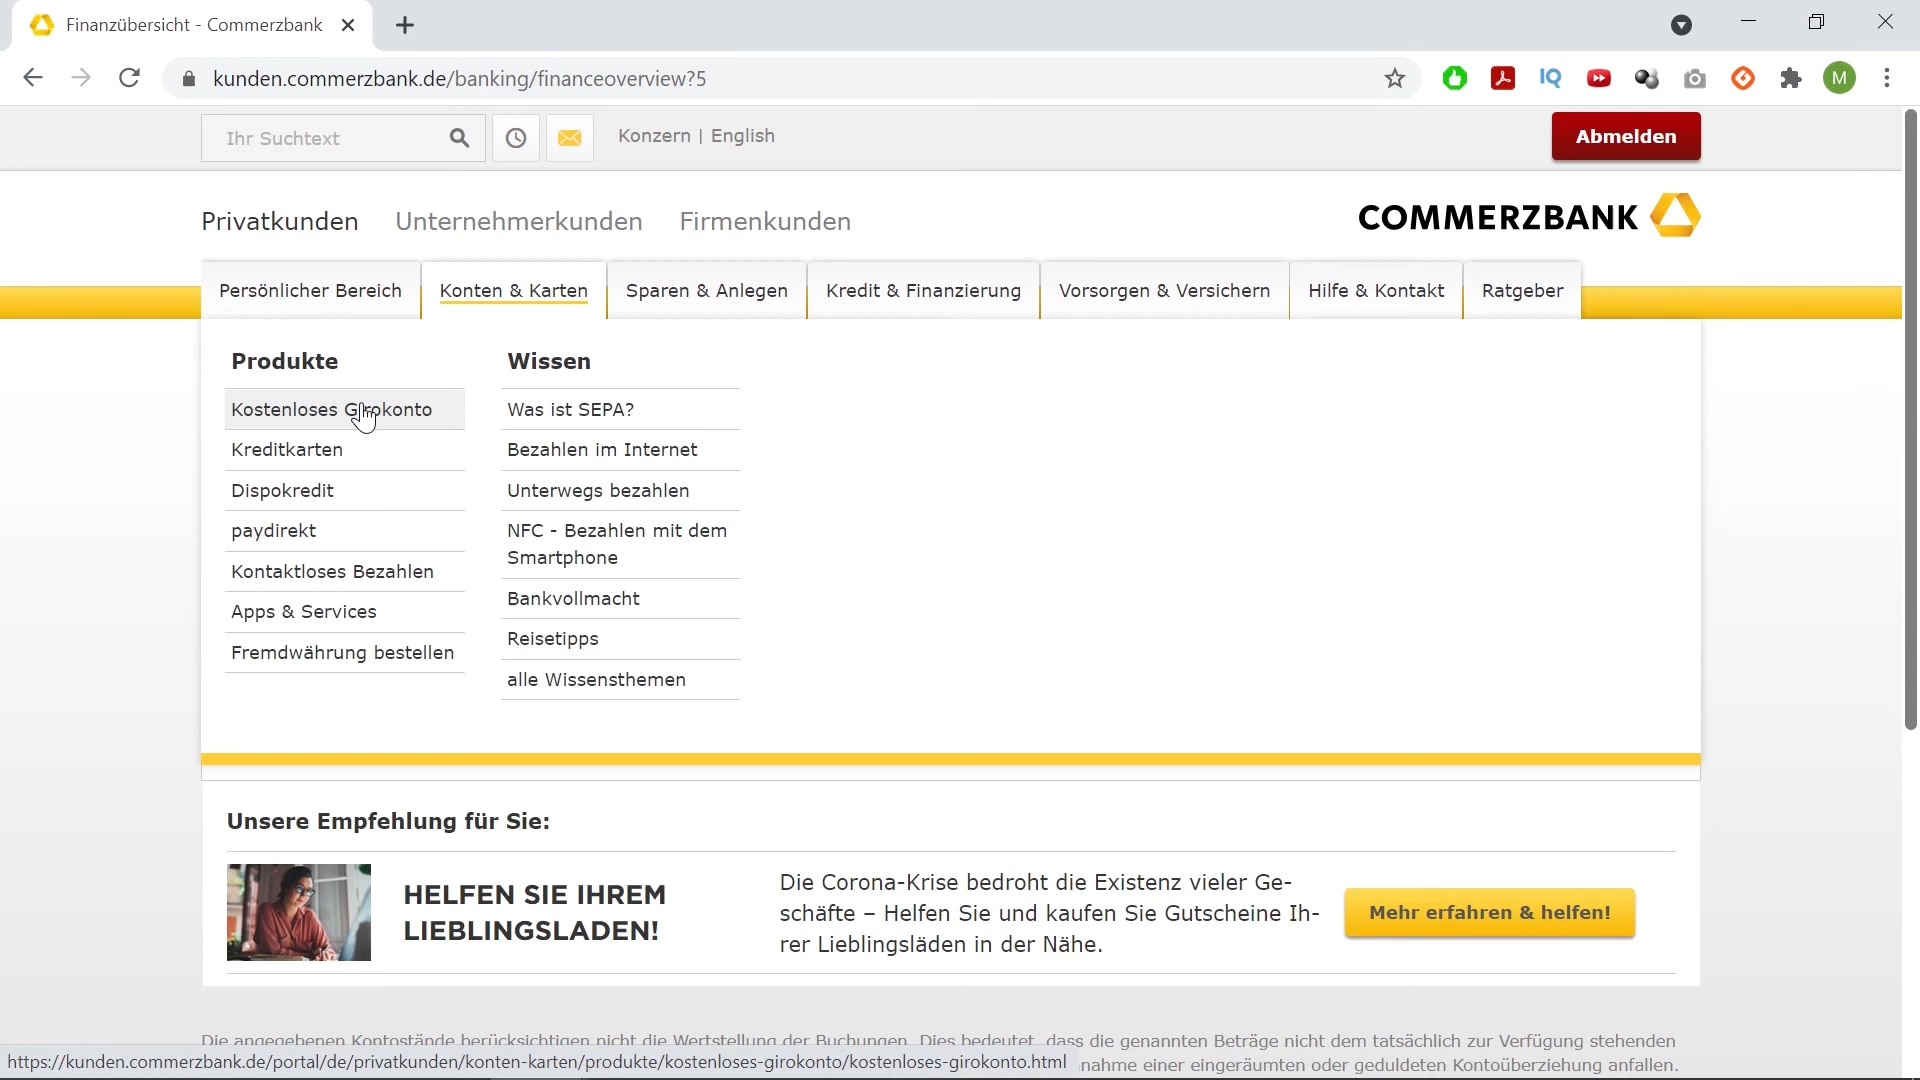 Finanzübersicht - Commerzbank
kunden.commerzbank.de/banking/financeoverview?5
IQ
M
Ihr Suchtext
Konzern | English
Abmelden
Privatkunden
Unternehmerkunden
Firmenkunden
COMMERZBANK
Persönlicher Bereich
Konten & Karten
Sparen & Anlegen
Kredit & Finanzierung
Vorsorgen & Versichern
Hilfe & Kontakt
Ratgeber
Produkte
Kostenloses Girokonto
Kreditkarten
Dispokredit
paydirekt
Kontaktloses Bezahlen
Apps & Services
Fremdwährung bestellen
Wissen
Was ist SEPA?
Bezahlen im Internet
Unterwegs bezahlen
NFC - Bezahlen mit dem
Smartphone
Bankvollmacht
Reisetipps
alle Wissensthemen
Unsere Empfehlung für Sie:
HELFEN SIE IHREM
LIEBLINGSLADEN!
Die Corona-Krise bedroht die Existenz vieler Ge-
schäfte – Helfen Sie und kaufen Sie Gutscheine Ih-
rer Lieblingsläden in der Nähe.
Mehr erfahren & helfen!
Die angegebenen Kontostände berücksichtigen nicht die Wertstellung der Buchungen. Dies bedeutet, dass die genannten Beträge nicht dem tatsächlich zur Verfügung stehenden
nahme einer eingeräumten oder geduldeten Kontoüberziehung anfallen.
https://kunden.commerzbank.de/portal/de/privatkunden/konten-karten/produkte/kostenloses-girokonto/kostenloses-girokonto.html